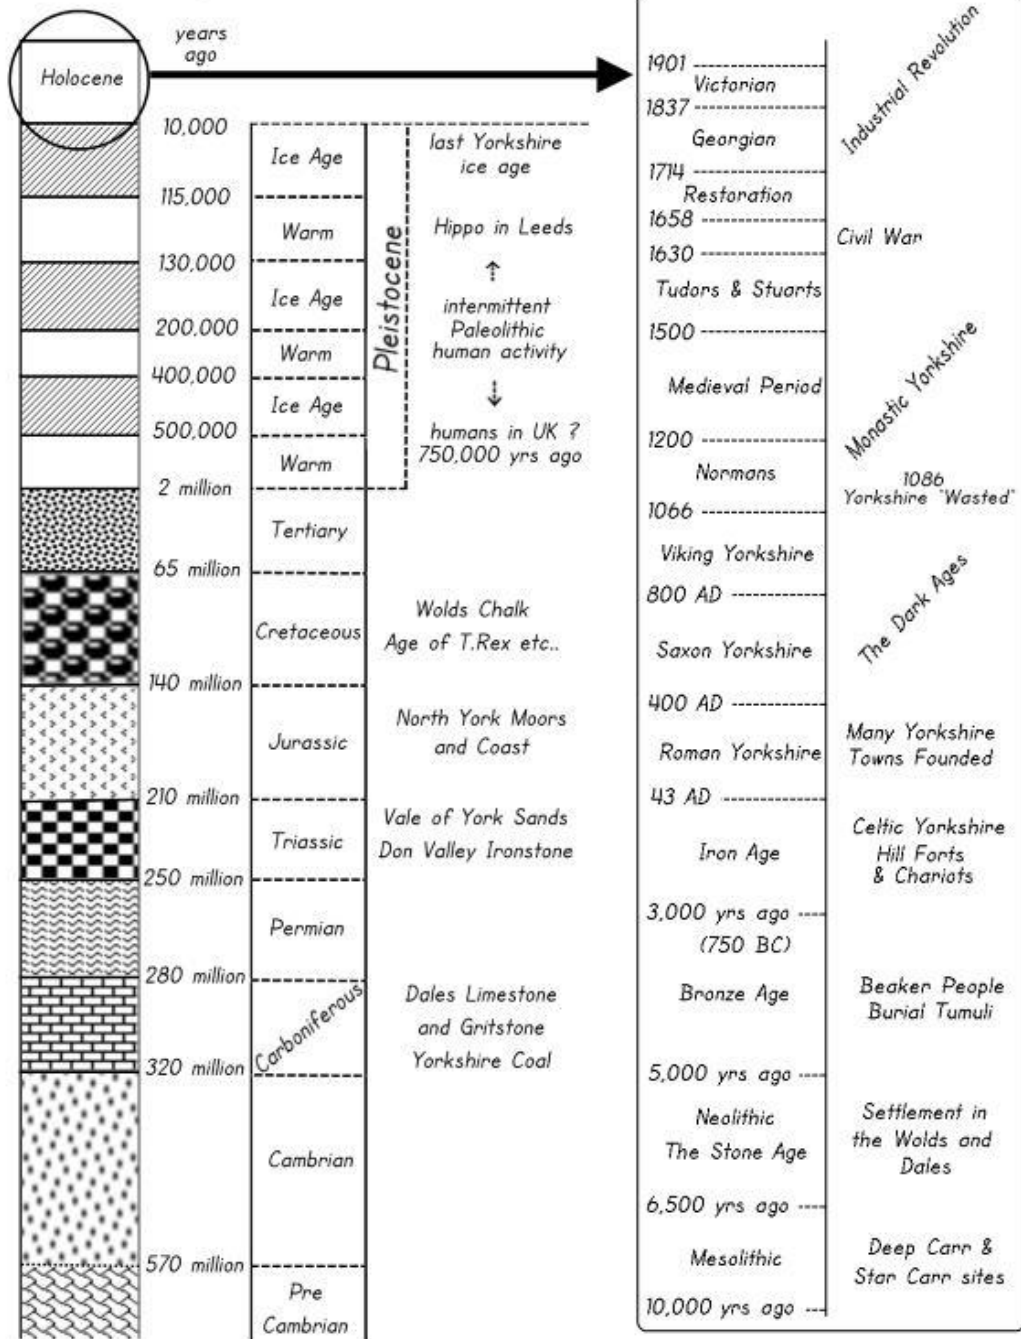 Holocene
years
ago
10,000
Ice Age
last Yorkshire
ice age
115,000
Warm
Hippo in Leeds
130,000
Ice Age
intermittent
Paleolithic
human activity
200,000
Warm
400,000
Ice Age
500,000
humans in UK ?
750,000 yrs ago
Warm
2 million
Pleistocene
Tertiary
65 million
Cretaceous
Wolds Chalk
Age of T.Rex etc..
140 million
Jurassic
North York Moors
and Coast
210 million
Triassic
Vale of York Sands
Don Valley Ironstone
250 million
Permian
280 million
Carboniferous
Dales Limestone
and Gritstone
Yorkshire Coal
320 million
Cambrian
570 million
Pre
Cambrian
1901
Victorian
1837
Industrial Revolution
Georgian
1714
Restoration
1658
Civil War
1630
Tudors & Stuarts
1500
Medieval Period
Monastic Yorkshire
1200
Normans
1086
Yorkshire "Wasted"
1066
Viking Yorkshire
800 AD
The Dark Ages
Saxon Yorkshire
400 AD
Roman Yorkshire
Many Yorkshire
Towns Founded
43 AD
Iron Age
Celtic Yorkshire
Hill Forts
& Chariots
3,000 yrs ago
(750 BC)
Bronze Age
Beaker People
Burial Tumuli
5,000 yrs ago
Neolithic
The Stone Age
Settlement in
the Wolds and
Dales
6,500 yrs ago
Mesolithic
Deep Carr &
Star Carr sites
10,000 yrs ago